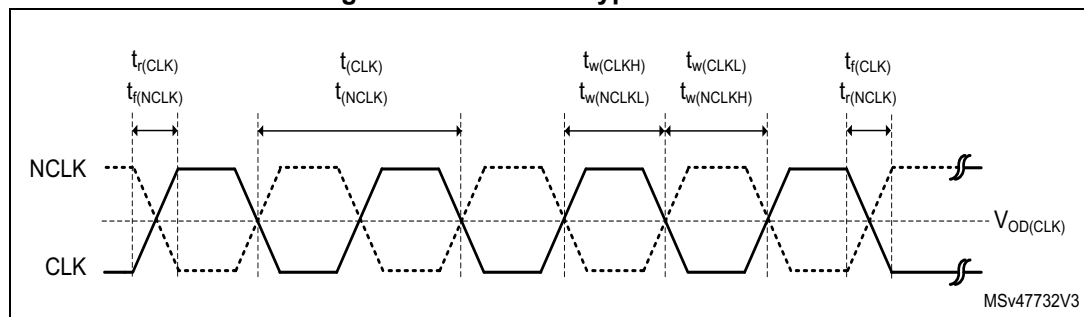 t_r(CLK) t_(CLK) t_w(CLKH) t_w(CLKL) t_f(CLK)
t_f(NCLK) t_(NCLK) t_w(NCLKL) t_w(NCLKH) t_r(NCLK)
NCLK
V_OD(CLK)
CLK
MSv47732V3